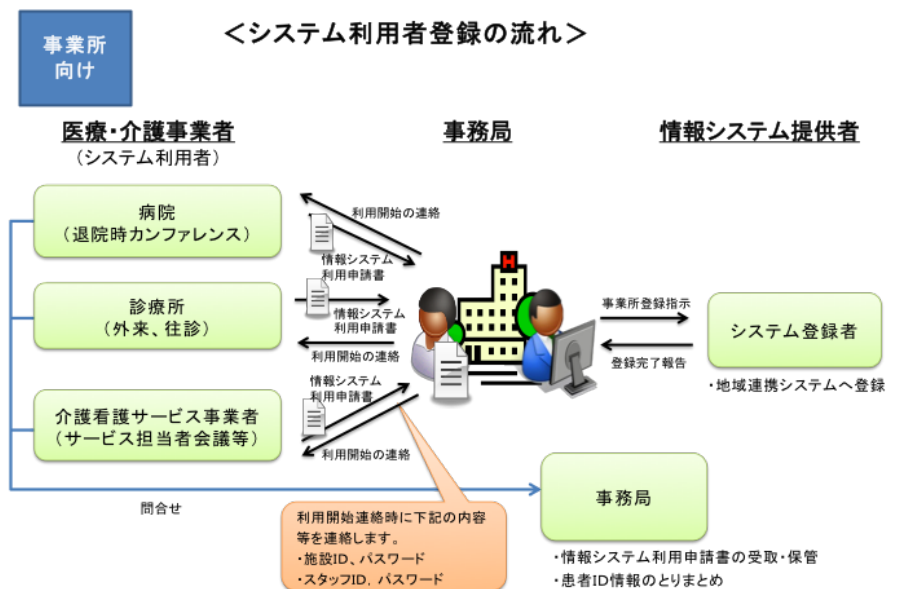 事業所
向け
＜システム利用者登録の流れ＞
医療・介護事業者
（システム利用者）
事務局
情報システム提供者
病院
（退院時カンファレンス）
利用開始の連絡
情報システム
利用申請書
H
診療所
（外来、往診）
情報システム
利用申請書
利用開始の連絡
事業所登録指示
登録完了報告
システム登録者
・地域連携システムへ登録
介護看護サービス事業者
（サービス担当者会議等）
情報システム
利用申請書
利用開始の連絡
問合せ
利用開始連絡時に下記の内容
等を連絡します。
・施設ID、パスワード
・スタッフID，パスワード
事務局
・情報システム利用申請書の受取・保管
・患者ID情報のとりまとめ